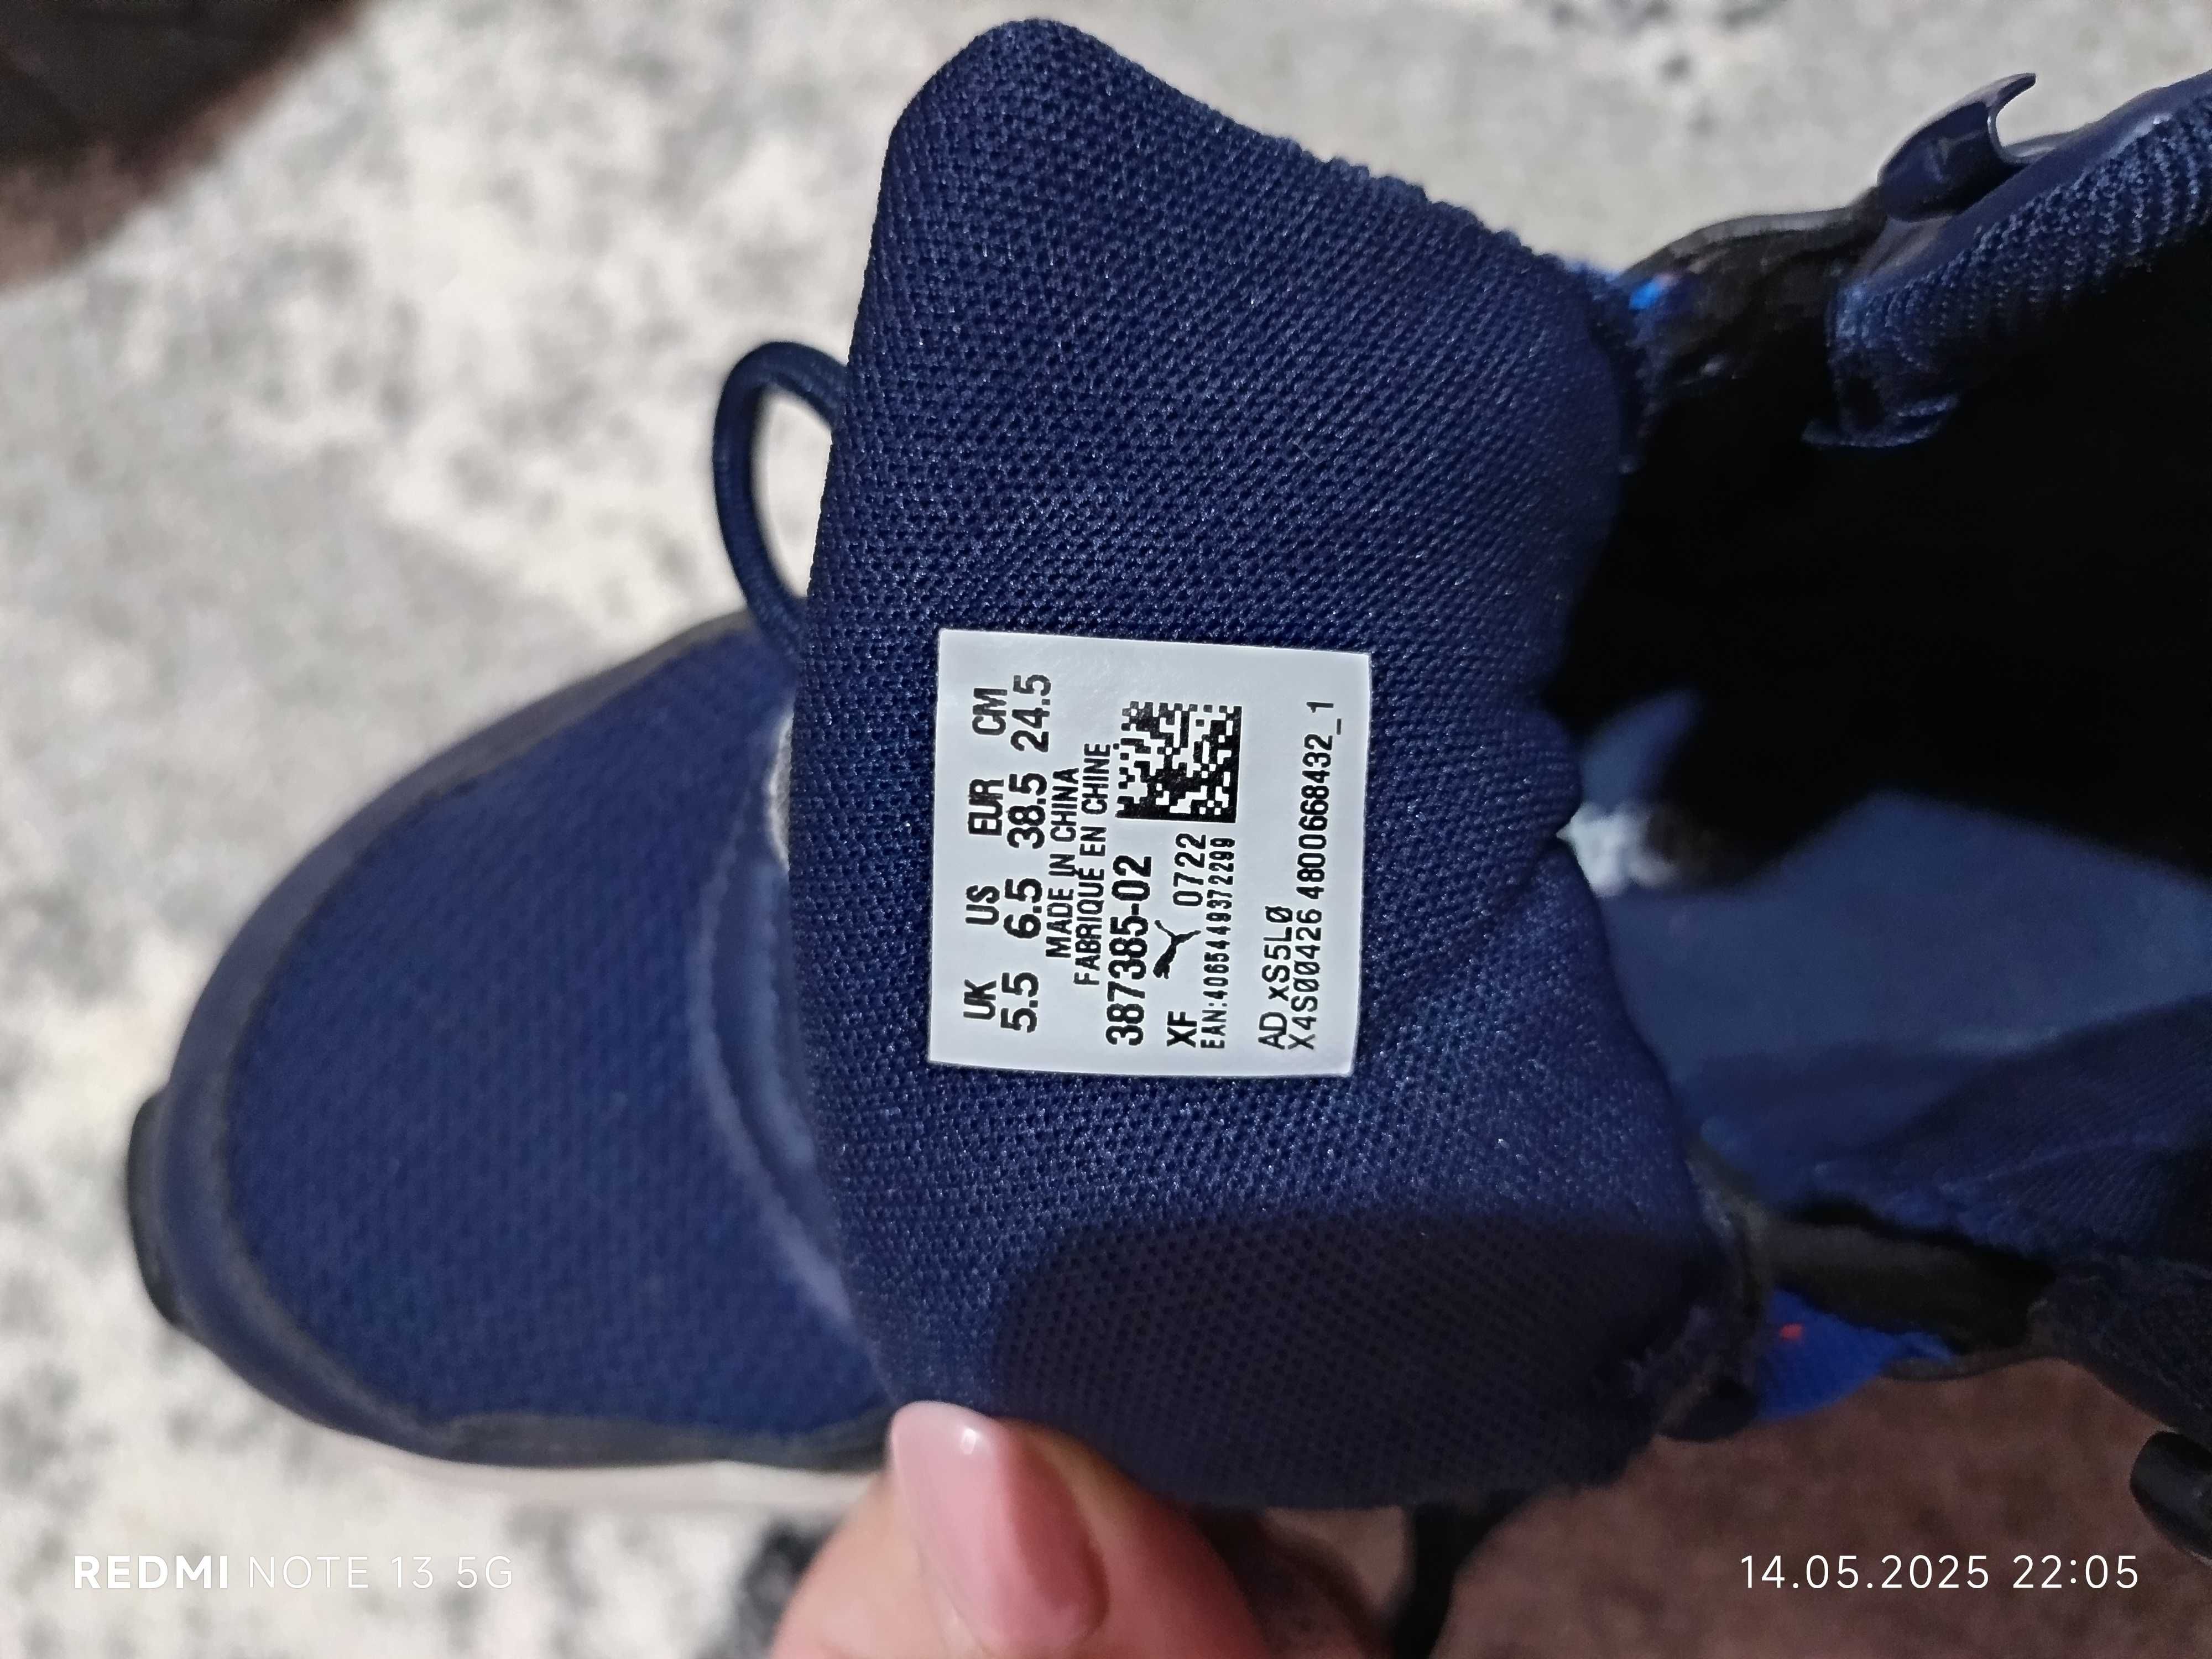 UK US EUR CM
5.5 6.5 38.5 24.5
MADE IN CHINA
FABRIQUÉ EN CHINE
387385-02
XF 0722
EAN:4065449372299
AD xS5LØ
X4SØØ426 4800668432_1
REDMI NOTE 13 5G
14.05.2025 22:05